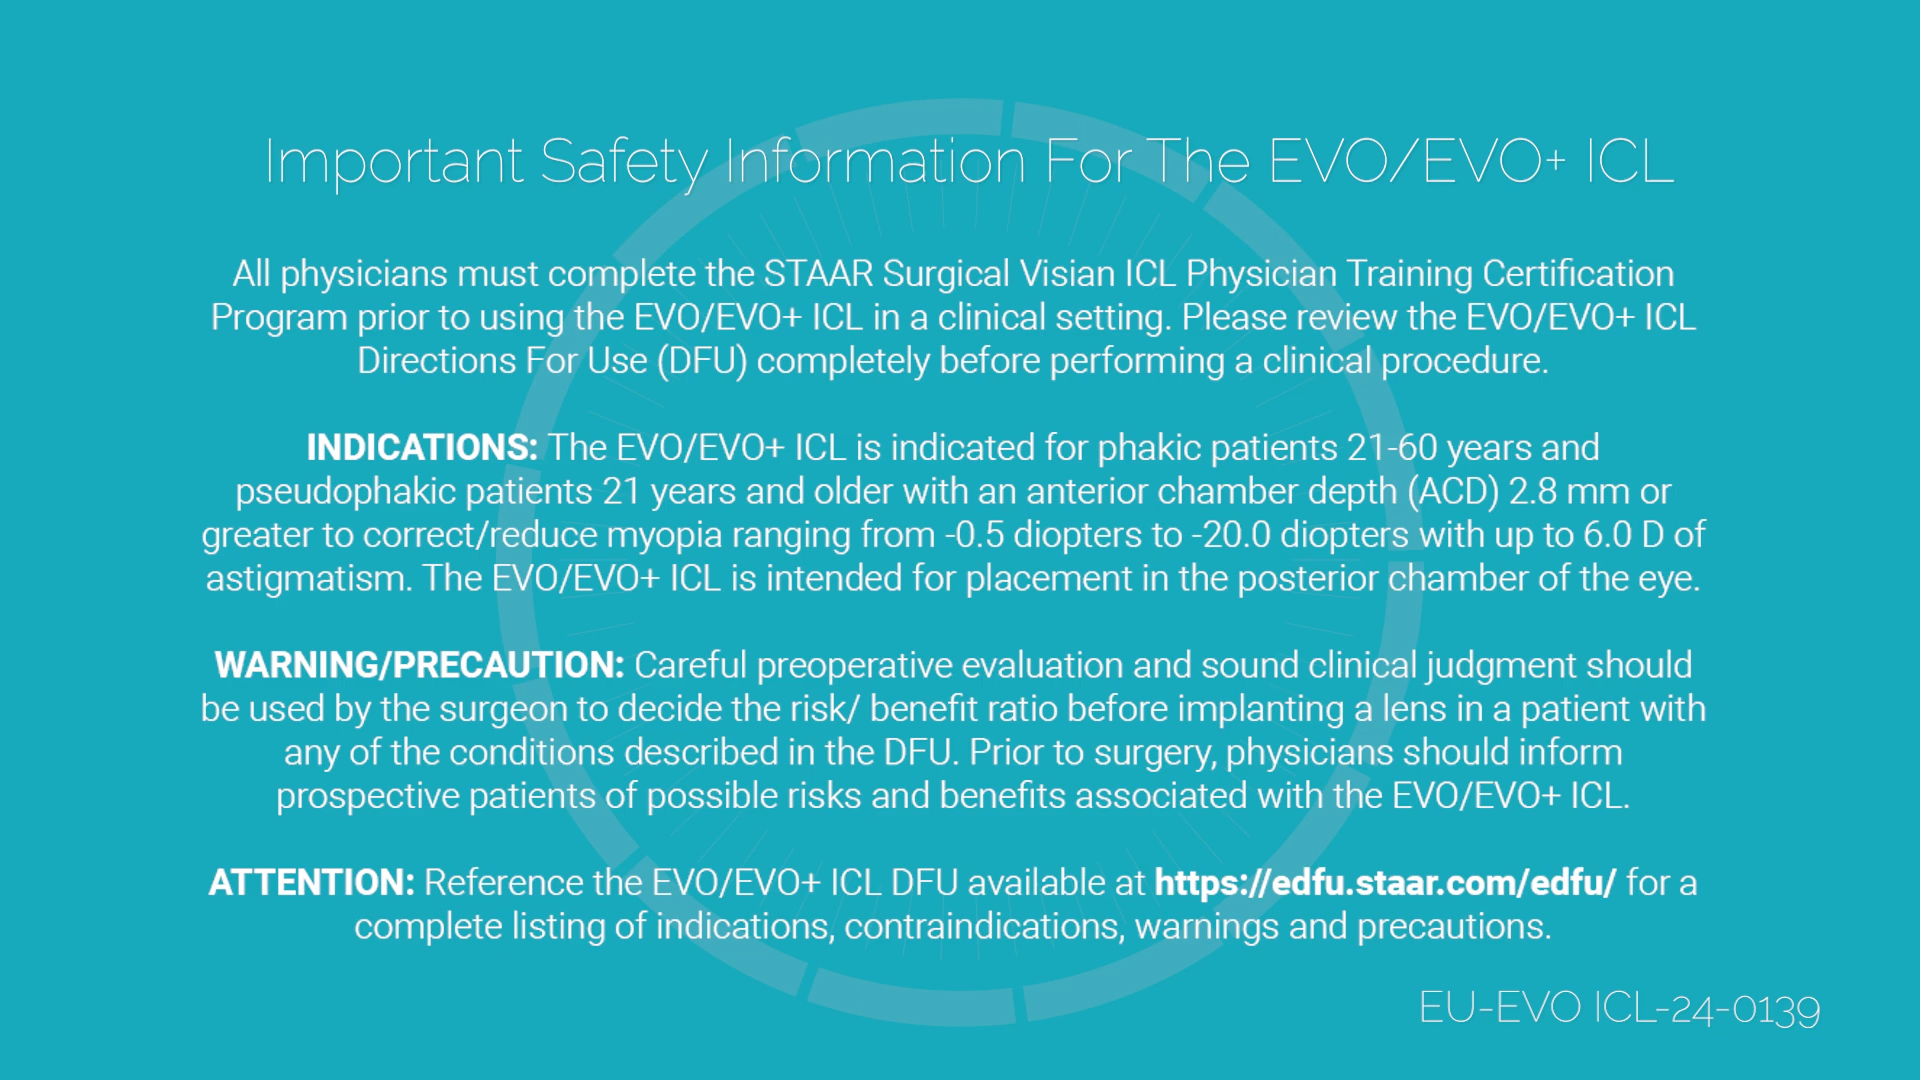 Important Safety Information For The EVO/EVO+ ICL
All physicians must complete the STAAR Surgical Visian ICL Physician Training Certification
Program prior to using the EVO/EVO+ ICL in a clinical setting. Please review the EVO/EVO+ ICL
Directions For Use (DFU) completely before performing a clinical procedure.
INDICATIONS: The EVO/EVO+ ICL is indicated for phakic patients 21-60 years and
pseudophakic patients 21 years and older with an anterior chamber depth (ACD) 2.8 mm or
greater to correct/reduce myopia ranging from -0.5 diopters to -20.0 diopters with up to 6.0 D of
astigmatism. The EVO/EVO+ ICL is intended for placement in the posterior chamber of the eye.
WARNING/PRECAUTION: Careful preoperative evaluation and sound clinical judgment should
be used by the surgeon to decide the risk/ benefit ratio before implanting a lens in a patient with
any of the conditions described in the DFU. Prior to surgery, physicians should inform
prospective patients of possible risks and benefits associated with the EVO/EVO+ ICL.
ATTENTION: Reference the EVO/EVO+ ICL DFU available at https://edfu.staar.com/edfu/ for a
complete listing of indications, contraindications, warnings and precautions.
EU-EVO ICL-24-0139